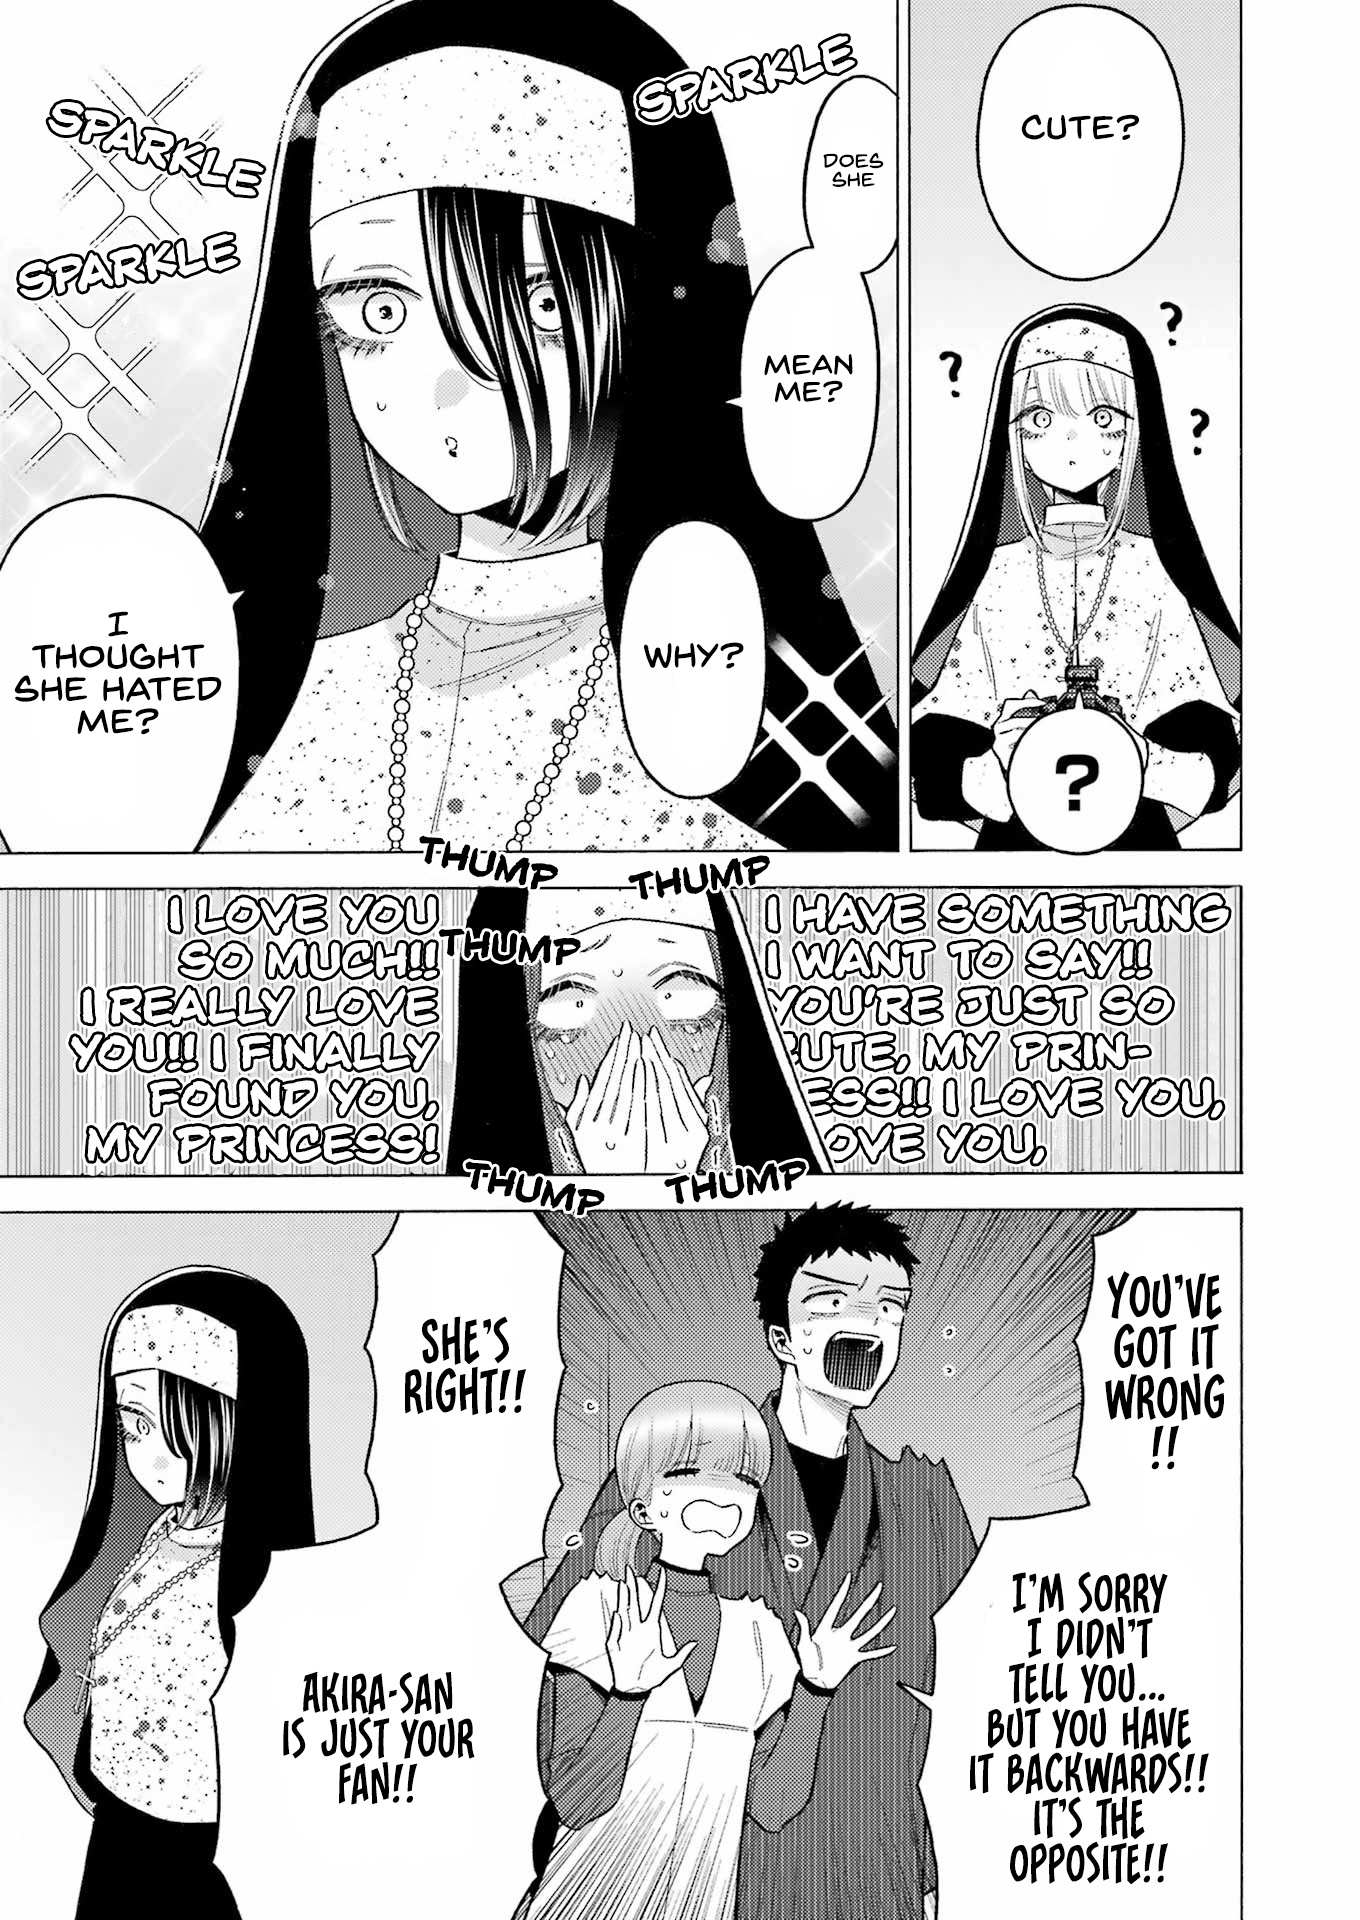 CUTE?
?
?
?
?
DOES
SHE
MEAN
ME?
SPARKLE
SPARKLE
SPARKLE
WHY?
I
THOUGHT
SHE HATED
ME?
THUMP
THUMP
THUMP
I HAVE SOMETHING
I WANT TO SAY!!
YOU'RE JUST SO
CUTE, MY PRIN-
ESS!! I LOVE YOU,
OVE YOU,
I LOVE YOU
SO MUCH!!
I REALLY LOVE
YOU!! I FINALLY
FOUND YOU,
MY PRINCESS!
THUMP
THUMP
YOU'VE
GOT IT
WRONG
!!
I'M SORRY
I DIDN'T
TELL YOU...
BUT YOU HAVE
IT BACKWARDS!!
IT'S THE
OPPOSITE!!
SHE'S
RIGHT!!
AKIRA-SAN
IS JUST YOUR
FAN!!